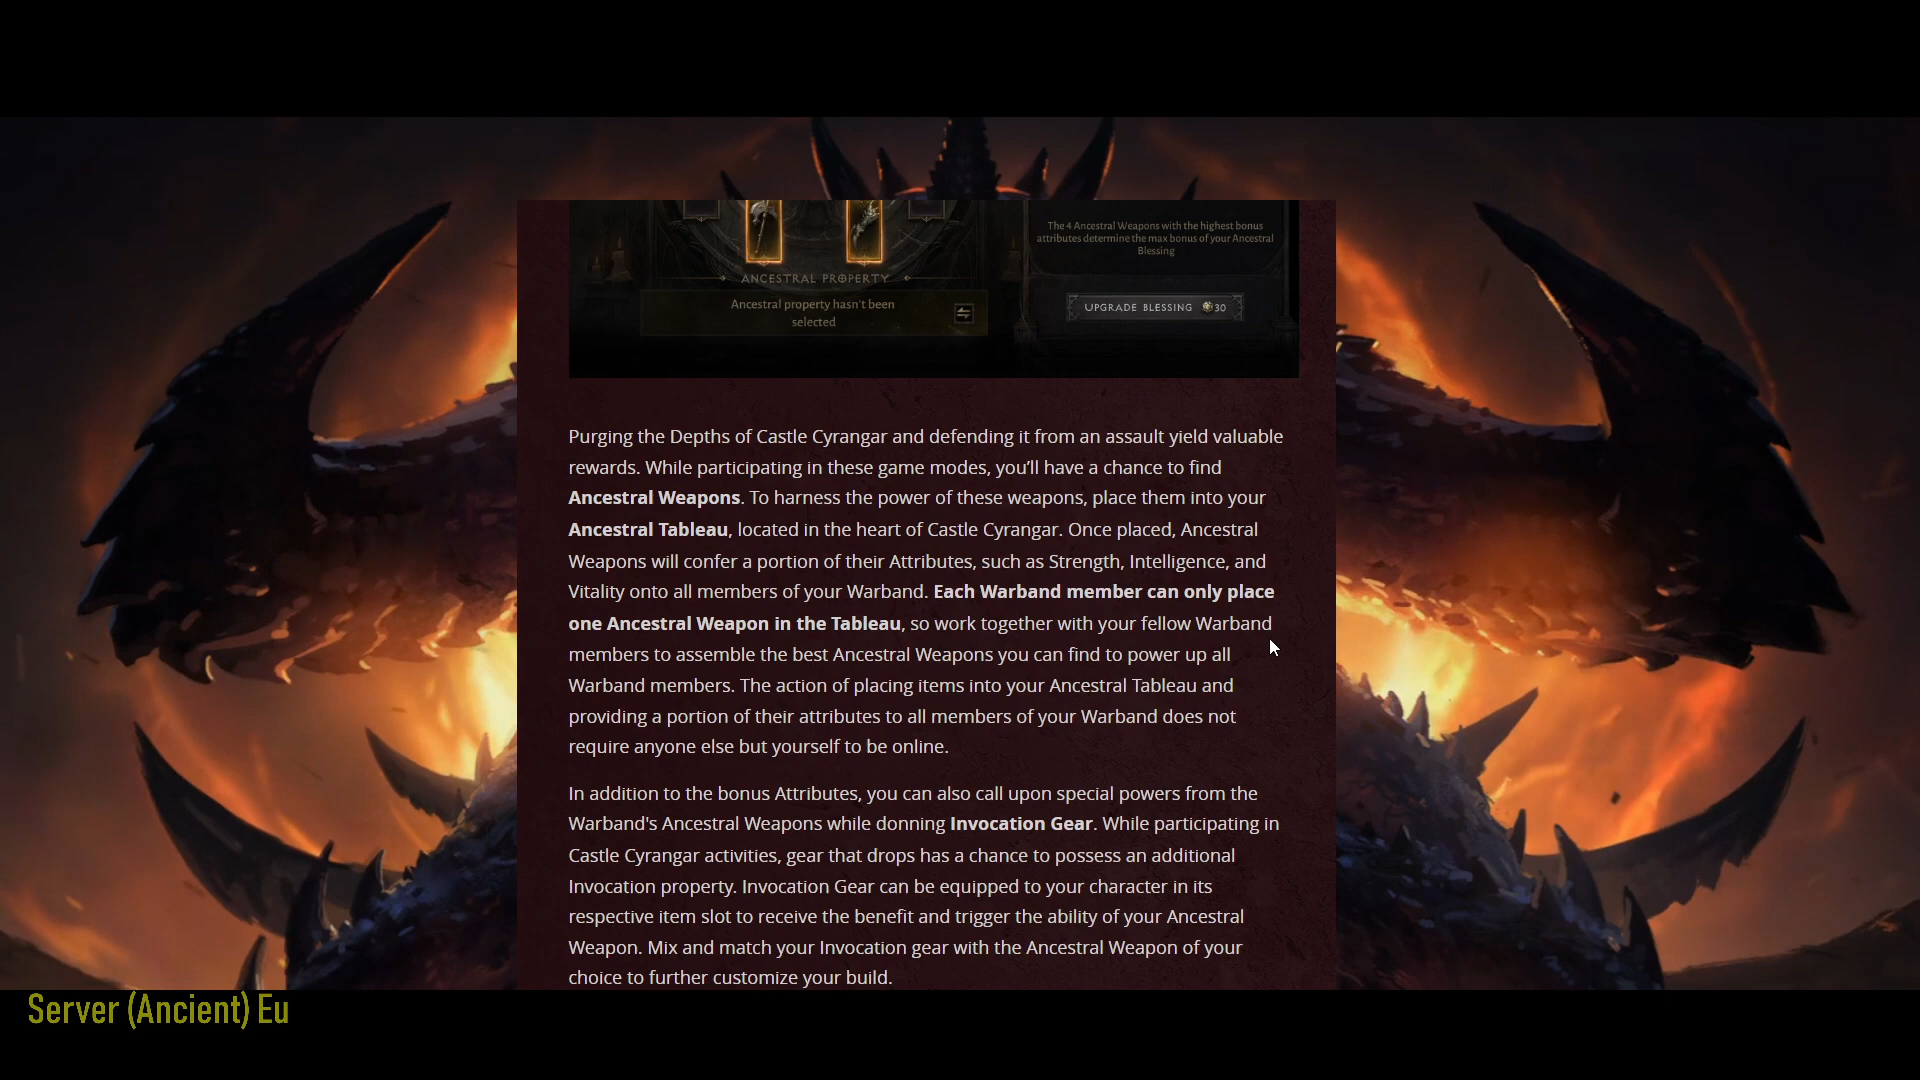 The 4 Ancestral Weapons with the highest bonus
attributes determine the max bonus of your Ancestral
Blessing
ANCESTRAL PROPERTY
Ancestral property hasn't been
selected
UPGRADE BLESSING 30
Purging the Depths of Castle Cyrangar and defending it from an assault yield valuable
rewards. While participating in these game modes, you’ll have a chance to find
Ancestral Weapons. To harness the power of these weapons, place them into your
Ancestral Tableau, located in the heart of Castle Cyrangar. Once placed, Ancestral
Weapons will confer a portion of their Attributes, such as Strength, Intelligence, and
Vitality onto all members of your Warband. Each Warband member can only place
one Ancestral Weapon in the Tableau, so work together with your fellow Warband
members to assemble the best Ancestral Weapons you can find to power up all
Warband members. The action of placing items into your Ancestral Tableau and
providing a portion of their attributes to all members of your Warband does not
require anyone else but yourself to be online.
In addition to the bonus Attributes, you can also call upon special powers from the
Warband's Ancestral Weapons while donning Invocation Gear. While participating in
Castle Cyrangar activities, gear that drops has a chance to possess an additional
Invocation property. Invocation Gear can be equipped to your character in its
respective item slot to receive the benefit and trigger the ability of your Ancestral
Weapon. Mix and match your Invocation gear with the Ancestral Weapon of your
choice to further customize your build.
Server (Ancient) Eu